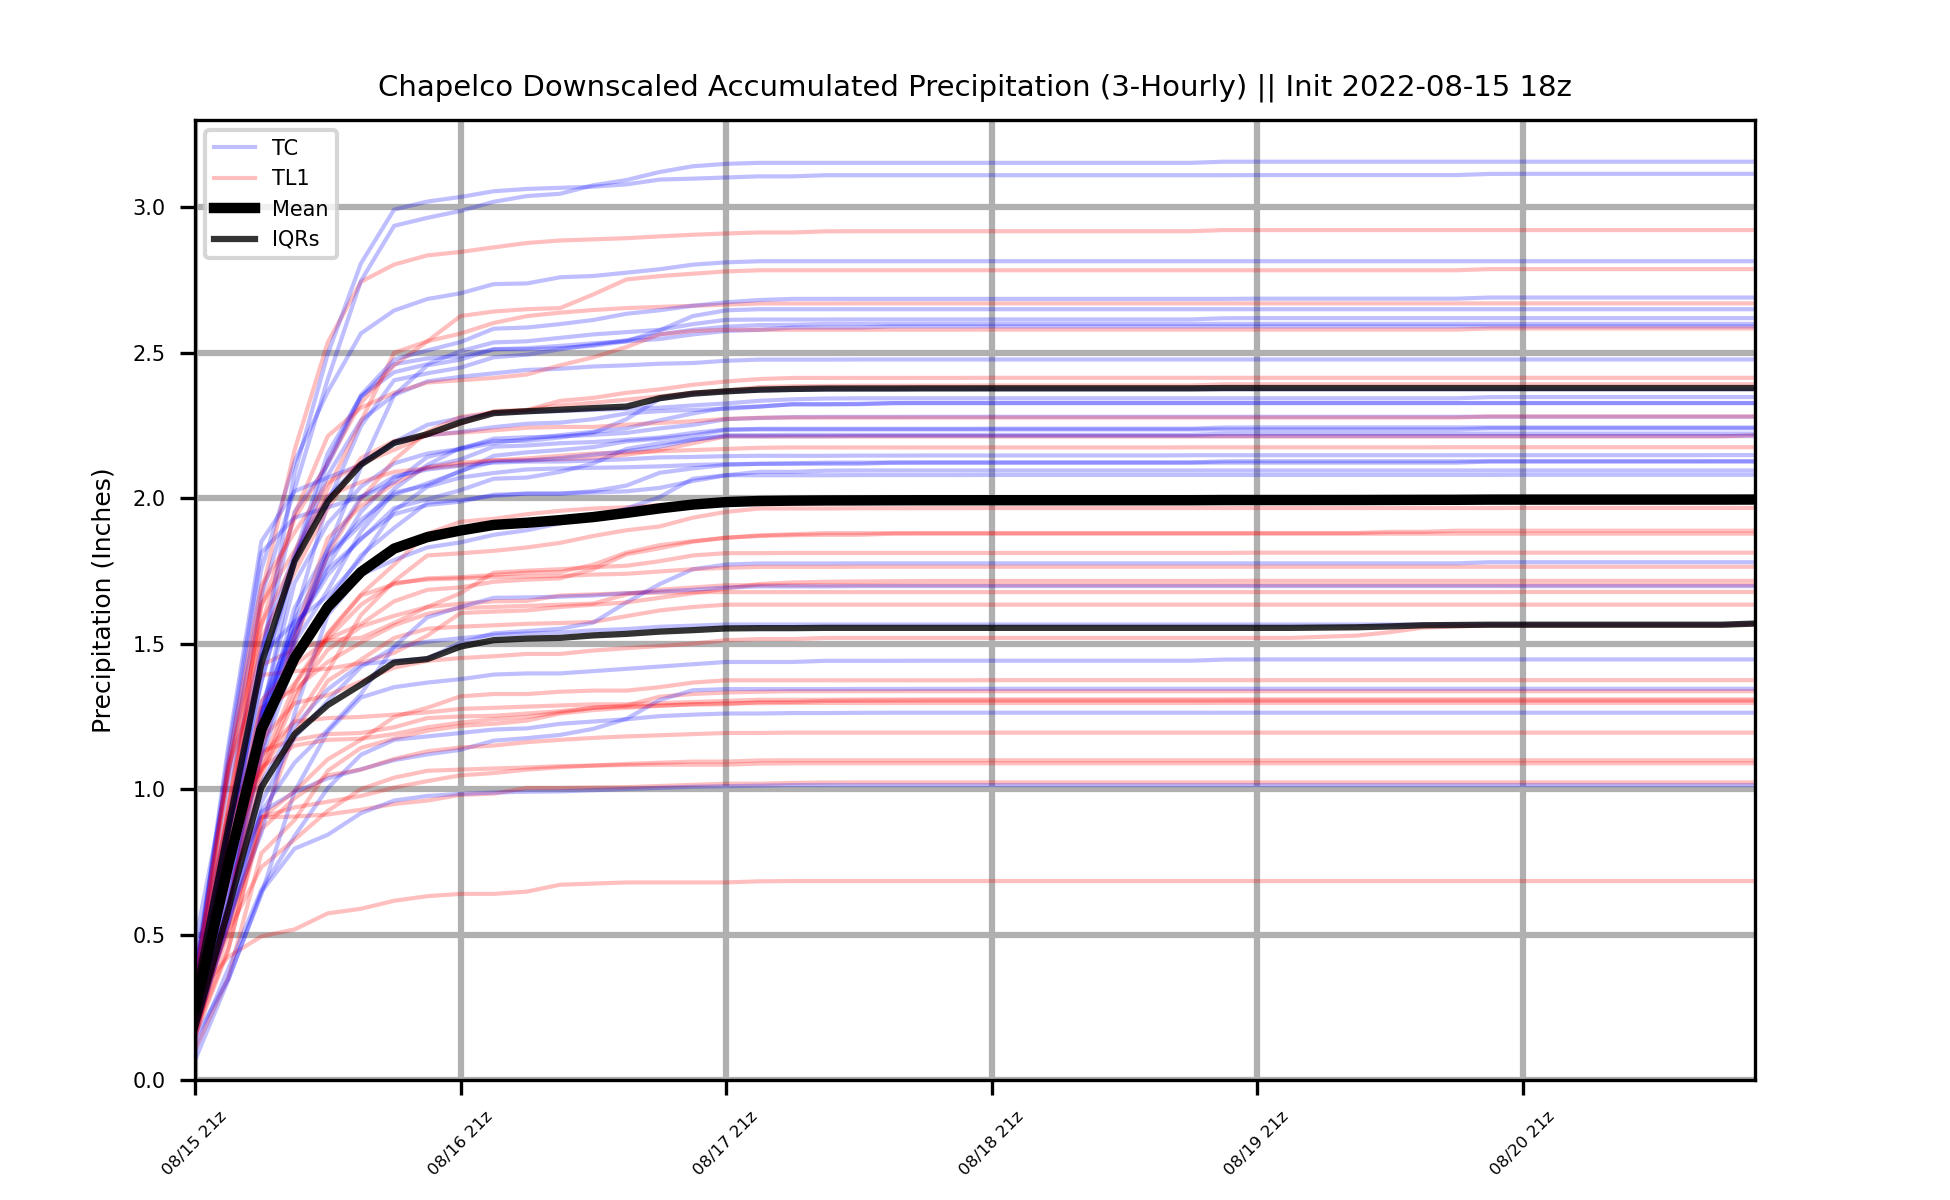 Chapelco Downscaled Accumulated Precipitation (3-Hourly) || Init 2022-08-15 18z
TC
TL1
Mean
IQRs
Precipitation (Inches)
3.0
2.5
2.0
1.5
1.0
0.5
0.0
08/15 21z
08/16 21z
08/17 21z
08/18 21z
08/19 21z
08/20 21z